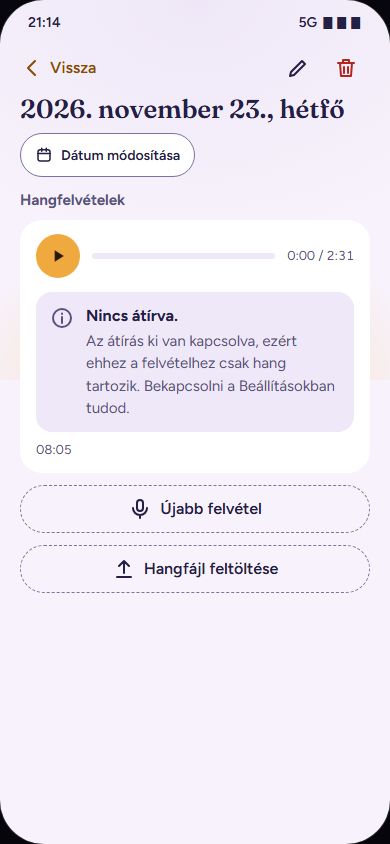 21:14
5G
Vissza
2026. november 23., hétfő
Dátum módosítása
Hangfelvételek
0:00 / 2:31
Nincs átírva.
Az átírás ki van kapcsolva, ezért
ehhez a felvételhez csak hang
tartozik. Bekapcsolni a Beállításokban
tudod.
08:05
Újabb felvétel
Hangfájl feltöltése